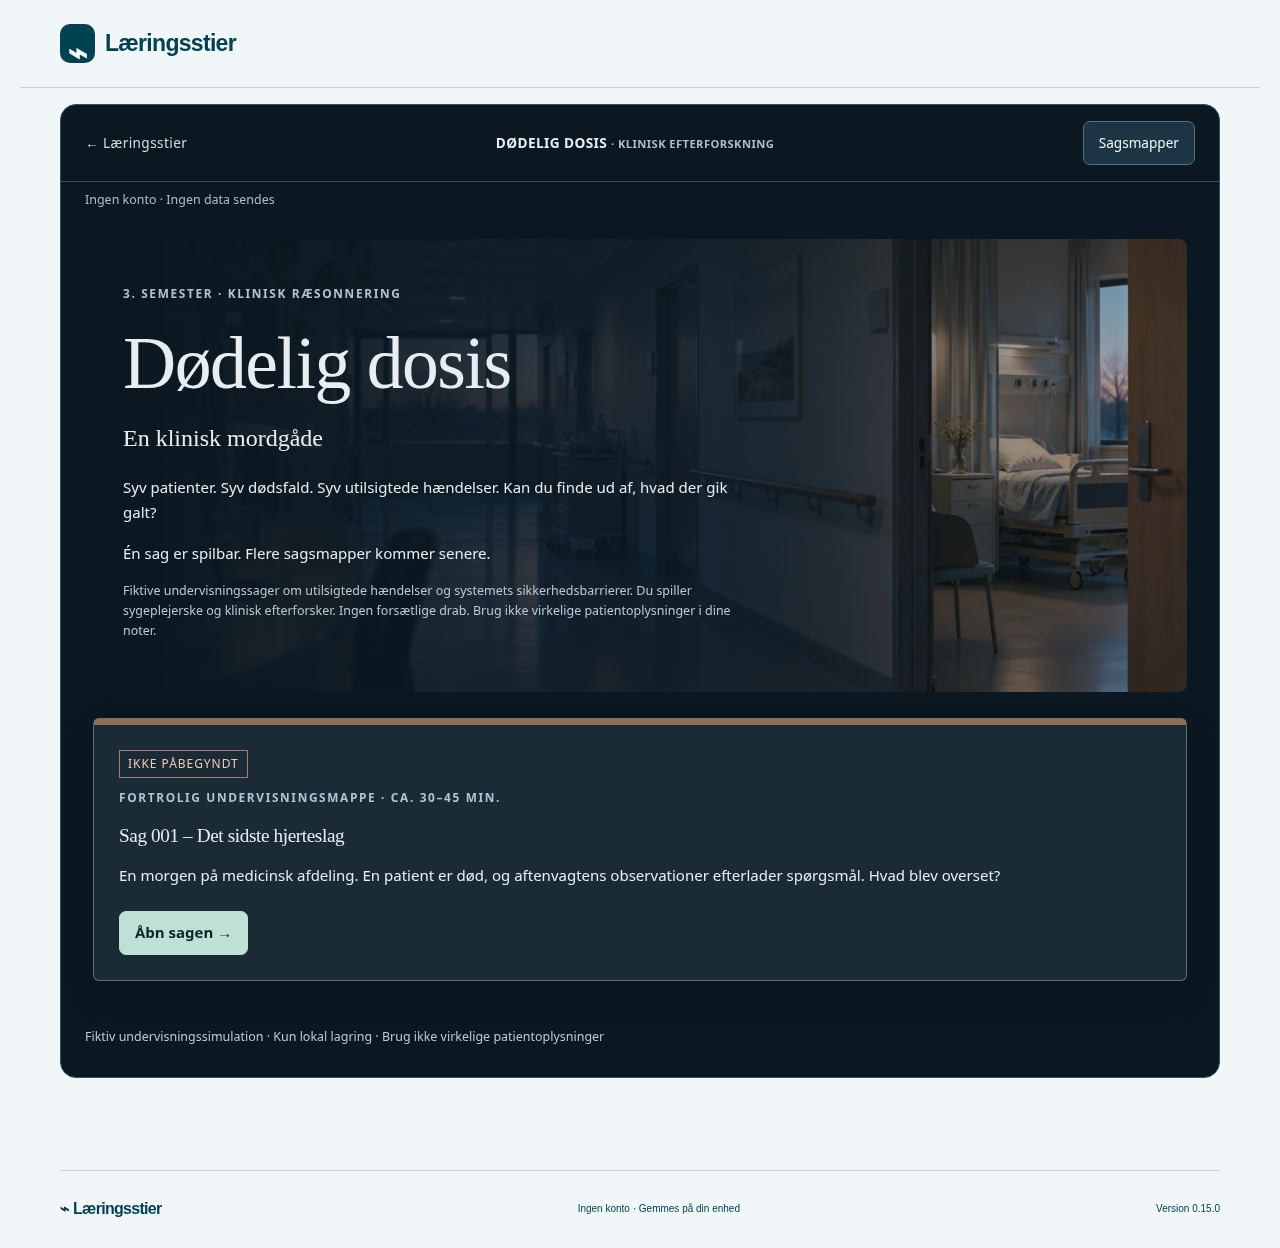 Læringsstier
← Læringsstier
DØDELIG DOSIS · KLINISK EFTERFORSKNING
Sagsmapper
Ingen konto · Ingen data sendes
3. SEMESTER · KLINISK RÆSONNERING
Dødelig dosis
En klinisk mordgåde
Syv patienter. Syv dødsfald. Syv utilsigtede hændelser. Kan du finde ud af, hvad der gik
galt?
Én sag er spilbar. Flere sagsmapper kommer senere.
Fiktive undervisningssager om utilsigtede hændelser og systemets sikkerhedsbarrierer. Du spiller
sygeplejerske og klinisk efterforsker. Ingen forsætlige drab. Brug ikke virkelige patientoplysninger i dine
noter.
IKKE PÅBEGYNDT
FORTROLIG UNDERVISNINGSMAPPE · CA. 30–45 MIN.
Sag 001 – Det sidste hjerteslag
En morgen på medicinsk afdeling. En patient er død, og aftenvagtens observationer efterlader spørgsmål. Hvad blev overset?
Åbn sagen →
Fiktiv undervisningssimulation · Kun lokal lagring · Brug ikke virkelige patientoplysninger
Læringsstier
Ingen konto · Gemmes på din enhed
Version 0.15.0